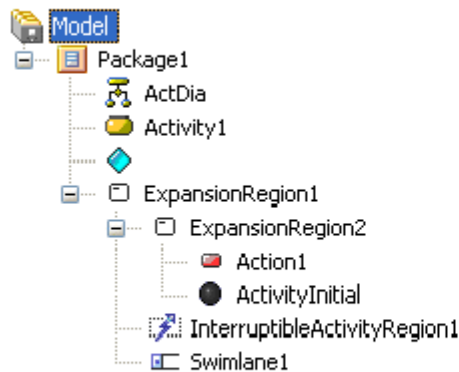 Model
Package1
ActDia
Activity1
ExpansionRegion1
ExpansionRegion2
Action1
ActivityInitial
InterruptibleActivityRegion1
Swimlane1